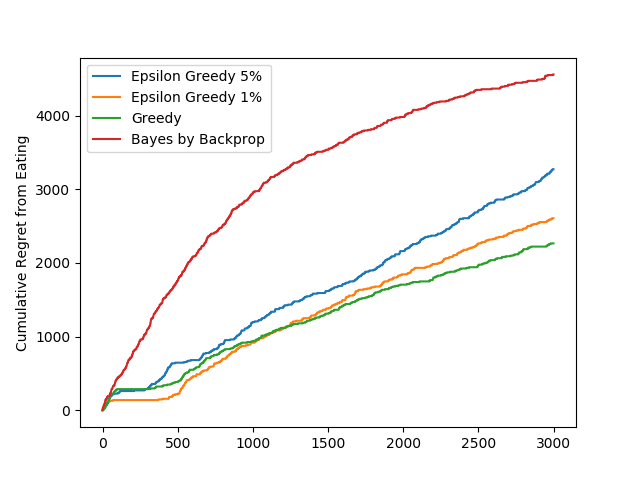 Epsilon Greedy 5%
Epsilon Greedy 1%
Greedy
Bayes by Backprop
Cumulative Regret from Eating
4000
3000
2000
1000
0
0 500 1000 1500 2000 2500 3000